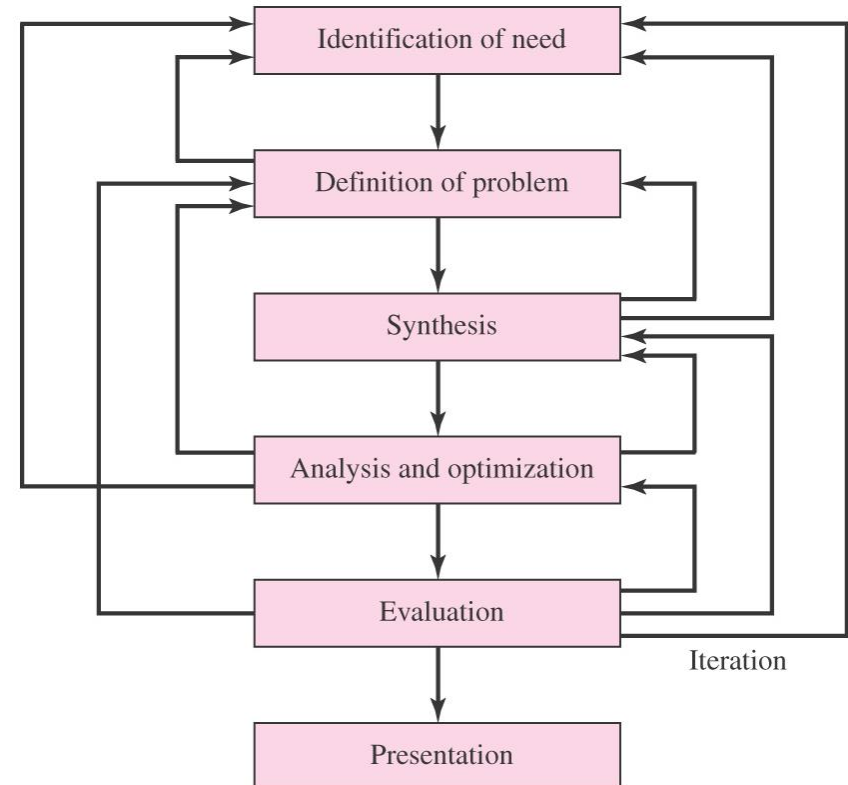 Identification of need
Definition of problem
Synthesis
Analysis and optimization
Evaluation
Iteration
Presentation